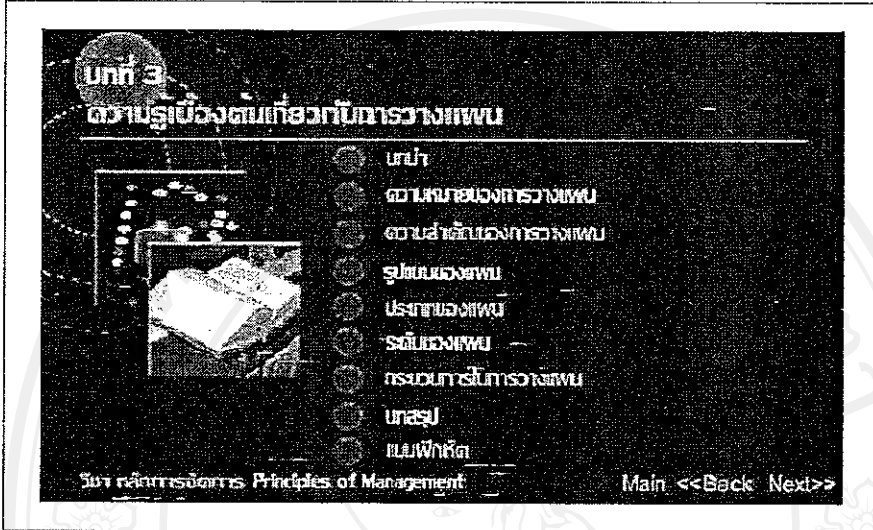 บทที่ 3
ความรู้เบื้องต้นเกี่ยวกับการวางแผน
บทนำ
ความหมายของการวางแผน
ความสำคัญของการวางแผน
รูปแบบของแผน
ประเภทของแผน
ระดับของแผน
กระบวนการในการวางแผน
บทสรุป
แบบฝึกหัด
วิชา หลักการจัดการ Principles of Management Main <<Back Next>>